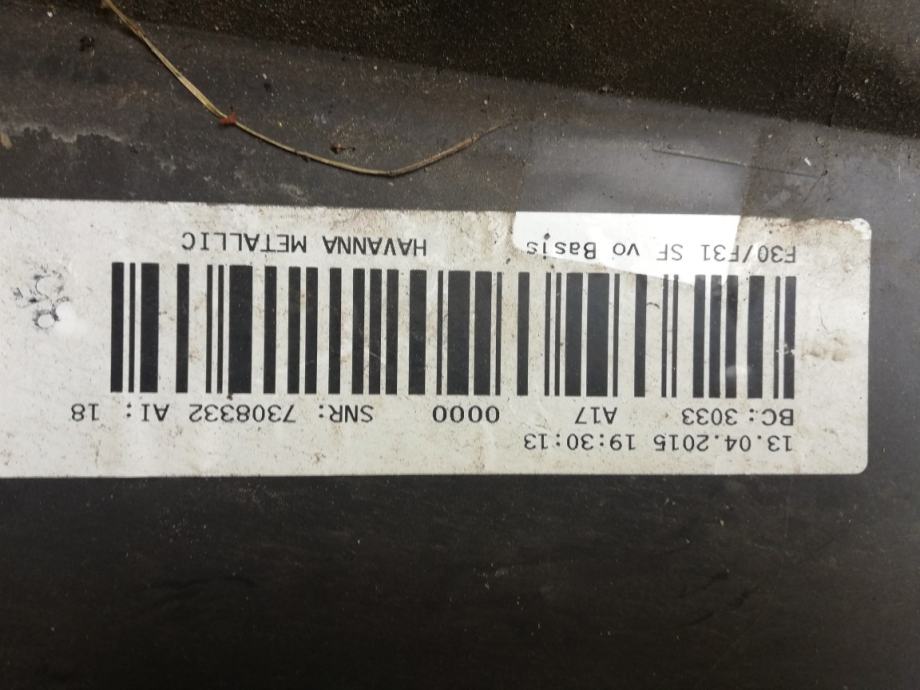 13.04.2015 19:30:13
BC: 3033 A17 0000 SNR: 7308332 AI: 18
F30/F31 SF vo Basis HAVANNA METALLIC